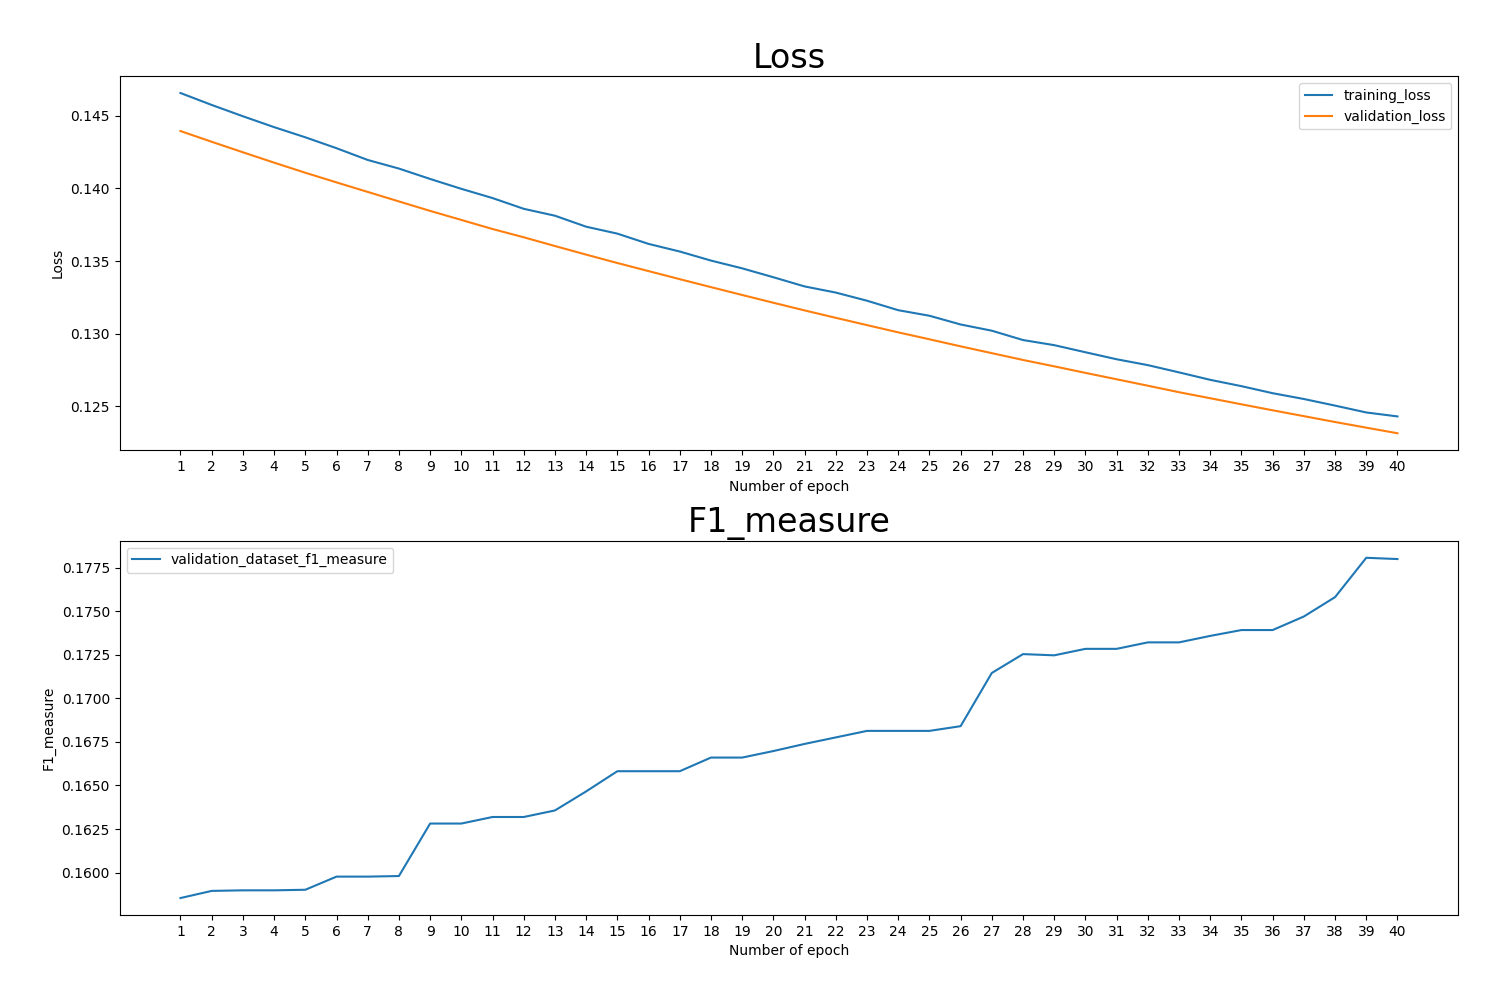 Loss
training_loss
validation_loss
0.145
0.140
0.135
0.130
0.125
Loss
1 2 3 4 5 6 7 8 9 10 11 12 13 14 15 16 17 18 19 20 21 22 23 24 25 26 27 28 29 30 31 32 33 34 35 36 37 38 39 40
Number of epoch
F1_measure
validation_dataset_f1_measure
0.1775
0.1750
0.1725
0.1700
0.1675
0.1650
0.1625
0.1600
F1_measure
1 2 3 4 5 6 7 8 9 10 11 12 13 14 15 16 17 18 19 20 21 22 23 24 25 26 27 28 29 30 31 32 33 34 35 36 37 38 39 40
Number of epoch